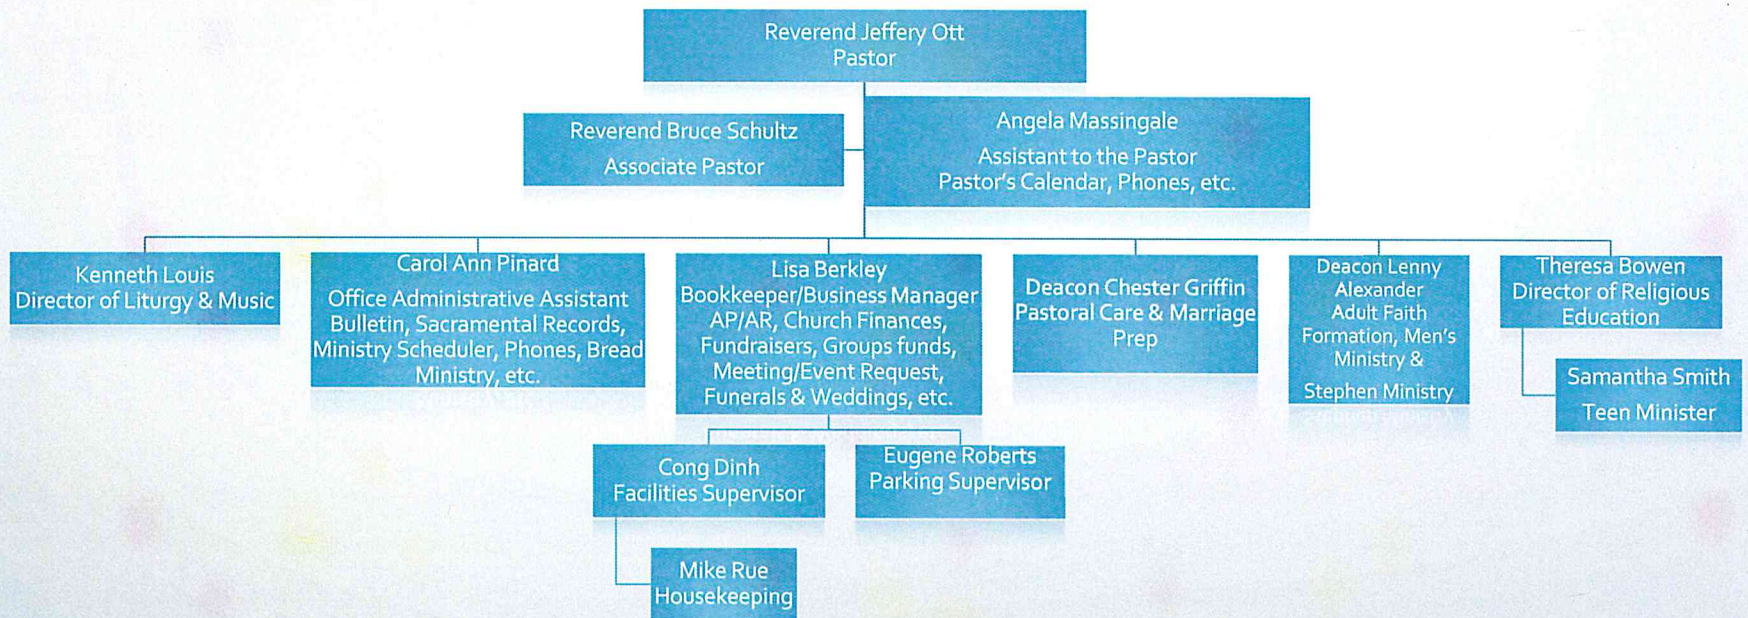 Reverend Jeffery Ott
Pastor
Reverend Bruce Schultz
Associate Pastor
Angela Massingale
Assistant to the Pastor
Pastor's Calendar, Phones, etc.
Kenneth Louis
Director of Liturgy & Music
Carol Ann Pinard
Office Administrative Assistant
Bulletin, Sacramental Records,
Ministry Scheduler, Phones, Bread
Ministry, etc.
Lisa Berkley
Bookkeeper/Business Manager
AP/AR, Church Finances,
Fundraisers, Groups funds,
Meeting/Event Request,
Funerals & Weddings, etc.
Deacon Chester Griffin
Pastoral Care & Marriage
Prep
Deacon Lenny
Alexander
Adult Faith
Formation, Men's
Ministry &
Stephen Ministry
Theresa Bowen
Director of Religious
Education
Samantha Smith
Teen Minister
Cong Dinh
Facilities Supervisor
Eugene Roberts
Parking Supervisor
Mike Rue
Housekeeping